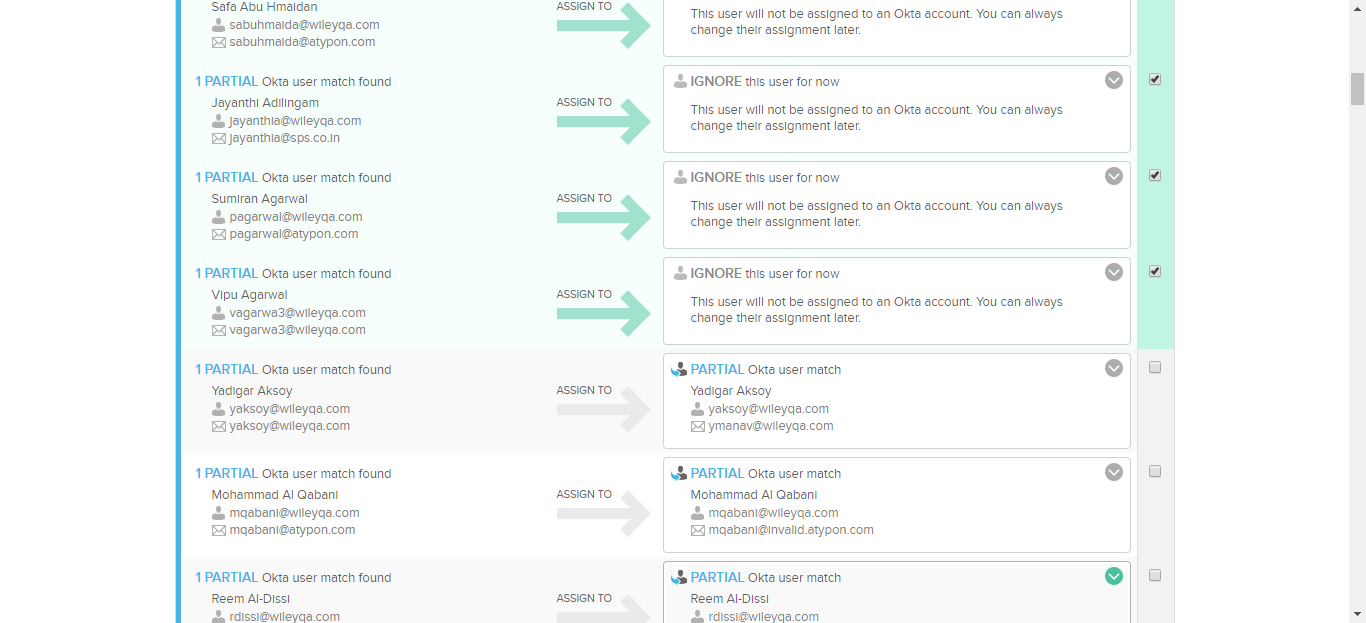 Safa Abu Hmaidan
sabuhmaida@wileyqa.com
sabuhmaida@atypon.com
ASSIGN TO
This user will not be assigned to an Okta account. You can always
change their assignment later.
1 PARTIAL Okta user match found
Jayanthi Adilingam
jayanthia@wileyqa.com
jayanthia@sps.co.in
ASSIGN TO
IGNORE this user for now
This user will not be assigned to an Okta account. You can always
change their assignment later.
1 PARTIAL Okta user match found
Sumiran Agarwal
pagarwal@wileyqa.com
pagarwal@atypon.com
ASSIGN TO
IGNORE this user for now
This user will not be assigned to an Okta account. You can always
change their assignment later.
1 PARTIAL Okta user match found
Vipu Agarwal
vagarwa3@wileyqa.com
vagarwa3@wileyqa.com
ASSIGN TO
IGNORE this user for now
This user will not be assigned to an Okta account. You can always
change their assignment later.
1 PARTIAL Okta user match found
Yadigar Aksoy
yaksoy@wileyqa.com
yaksoy@wileyqa.com
ASSIGN TO
PARTIAL Okta user match
Yadigar Aksoy
yaksoy@wileyqa.com
ymanav@wileyqa.com
1 PARTIAL Okta user match found
Mohammad Al Qabani
mqabani@wileyqa.com
mqabani@atypon.com
ASSIGN TO
PARTIAL Okta user match
Mohammad Al Qabani
mqabani@wileyqa.com
mqabani@invalid.atypon.com
1 PARTIAL Okta user match found
Reem Al-Dissi
rdissi@wileyqa.com
ASSIGN TO
PARTIAL Okta user match
Reem Al-Dissi
rdissi@wileyqa.com